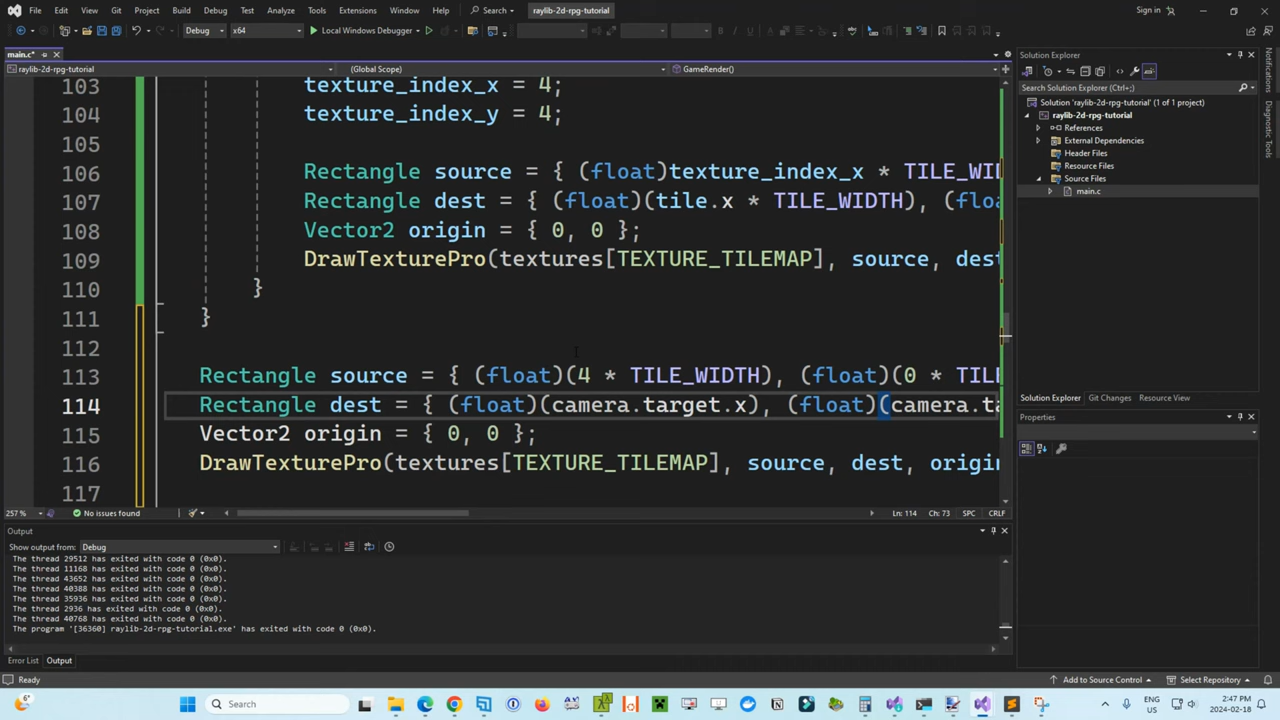 File Edit View Git Project Build Debug Test Analyze Tools Extensions Window Help Search raylib-2d-rpg-tutorial Sign in
Debug x64 Local Windows Debugger
main.c*
raylib-2d-rpg-tutorial (Global Scope) GameRender()
103 texture_index_x = 4;
104 texture_index_y = 4;
105
106 Rectangle source = { (float)texture_index_x * TILE_WI
107 Rectangle dest = { (float)(tile.x * TILE_WIDTH), (flo
108 Vector2 origin = { 0, 0 };
109 DrawTexturePro(textures[TEXTURE_TILEMAP], source, des
110 }
111 }
112
113 Rectangle source = { (float)(4 * TILE_WIDTH), (float)(0 * TIL
114 Rectangle dest = { (float)(camera.target.x), (float)(camera.ta
115 Vector2 origin = { 0, 0 };
116 DrawTexturePro(textures[TEXTURE_TILEMAP], source, dest, origin
117
257 % No issues found Ln: 114 Ch: 73 SPC CRLF
Output
Show output from: Debug
The thread 29512 has exited with code 0 (0x0).
The thread 11168 has exited with code 0 (0x0).
The thread 43652 has exited with code 0 (0x0).
The thread 40388 has exited with code 0 (0x0).
The thread 35936 has exited with code 0 (0x0).
The thread 2936 has exited with code 0 (0x0).
The thread 40768 has exited with code 0 (0x0).
The program '[36360] raylib-2d-rpg-tutorial.exe' has exited with code 0 (0x0).
Error List Output
Ready
Solution Explorer
Search Solution Explorer (Ctrl+;)
Solution 'raylib-2d-rpg-tutorial' (1 of 1 project)
raylib-2d-rpg-tutorial
References
External Dependencies
Header Files
Resource Files
Source Files
main.c
Solution Explorer Git Changes Resource View
Properties
Notifications
Diagnostic Tools
Add to Source Control Select Repository
6°
Search
ENG
US
2:47 PM
2024-02-18